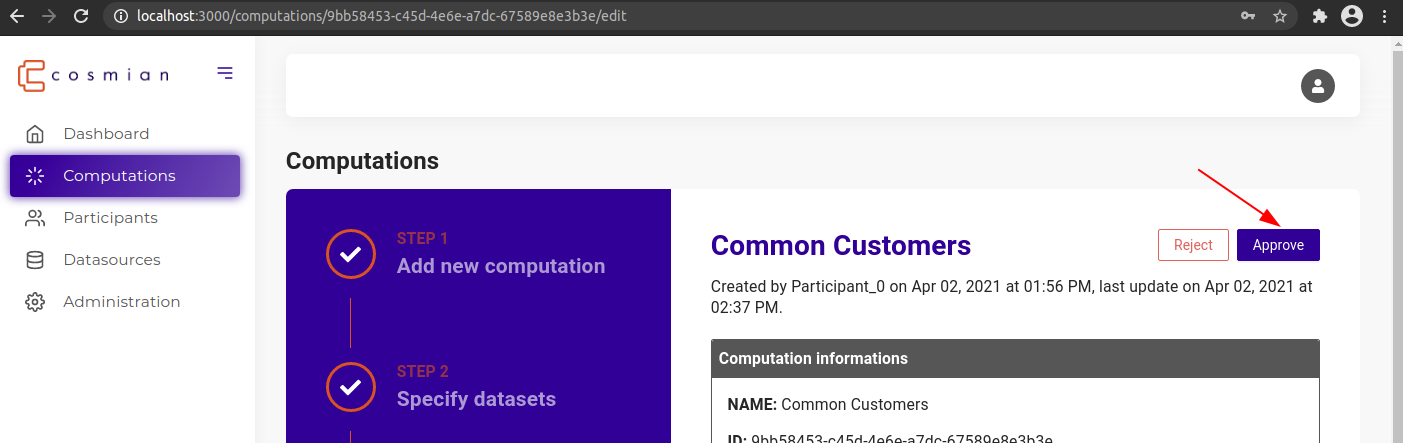 localhost:3000/computations/9bb58453-c45d-4e6e-a7dc-67589e8e3b3e/edit
cosmian
Dashboard
Computations
Participants
Datasources
Administration
Computations
STEP 1
Add new computation
STEP 2
Specify datasets
Common Customers
Reject
Approve
Created by Participant_0 on Apr 02, 2021 at 01:56 PM, last update on Apr 02, 2021 at
02:37 PM.
Computation informations
NAME: Common Customers
ID: 9bb58453-c45d-4e6e-a7dc-67589e8e3b3e